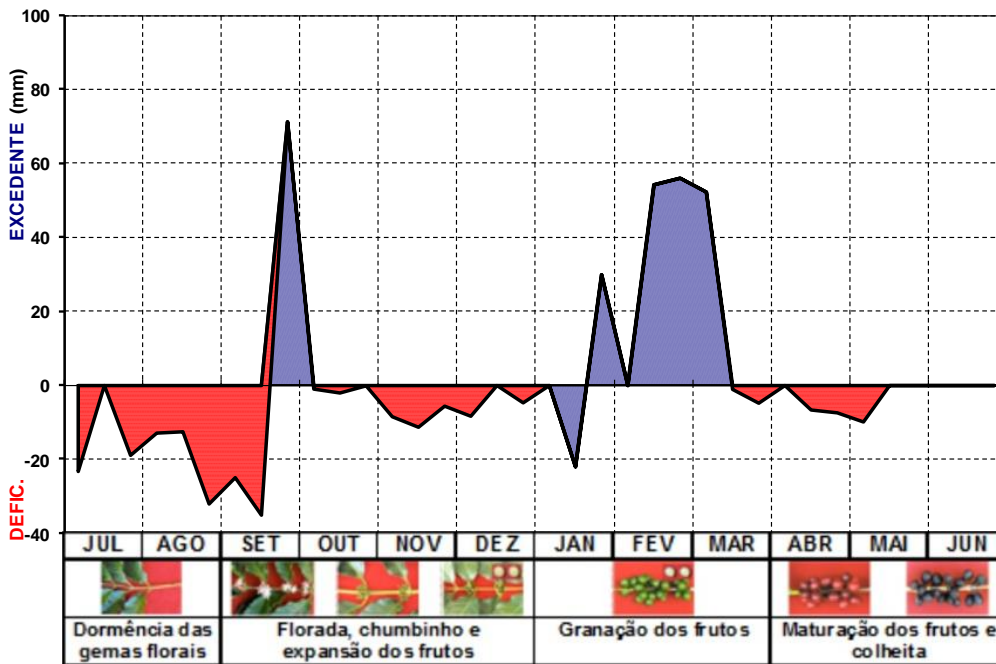 100
80
60
40
20
0
-20
-40
EXCEDENTE (mm)
DEFIC.
JUL AGO SET OUT NOV DEZ JAN FEV MAR ABR MAI JUN
Dormência das
gemas florais
Florada, chumbinho e
expansão dos frutos
Granação dos frutos
Maturação dos frutos e
colheita